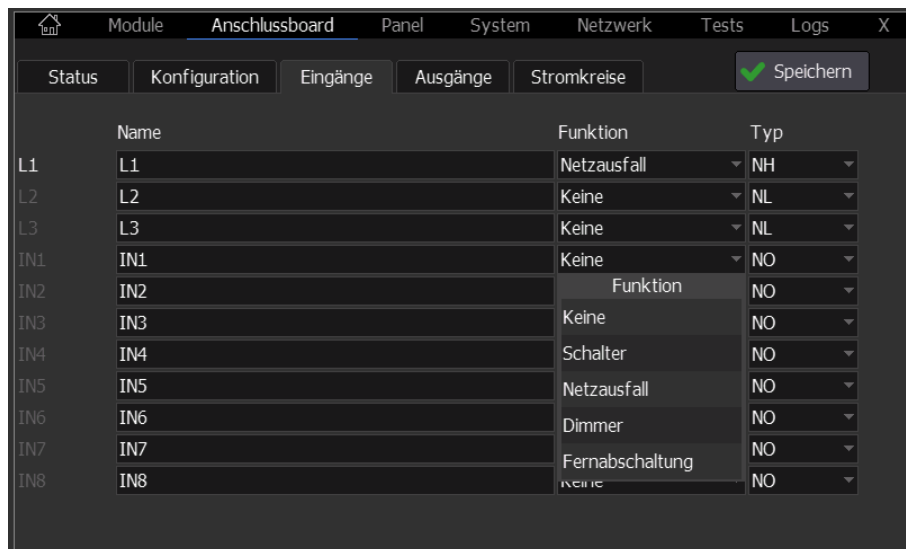 Module Anschlussboard Panel System Netzwerk Tests Logs X
Status Konfiguration Eingänge Ausgänge Stromkreise Speichern
Name Funktion Typ
L1 L1 Netzausfall NH
L2 L2 Keine NL
L3 L3 Keine NL
IN1 IN1 Keine NO
IN2 IN2 Funktion NO
IN3 IN3 Keine NO
IN4 IN4 Schalter NO
IN5 IN5 Netzausfall NO
IN6 IN6 Dimmer NO
IN7 IN7 Fernabschaltung NO
IN8 IN8 Keine NO